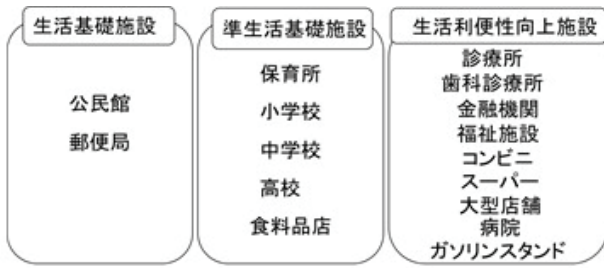 生活基礎施設
公民館
郵便局
準生活基礎施設
保育所
小学校
中学校
高校
食料品店
生活利便性向上施設
診療所
歯科診療所
金融機関
福祉施設
コンビニ
スーパー
大型店舗
病院
ガソリンスタンド